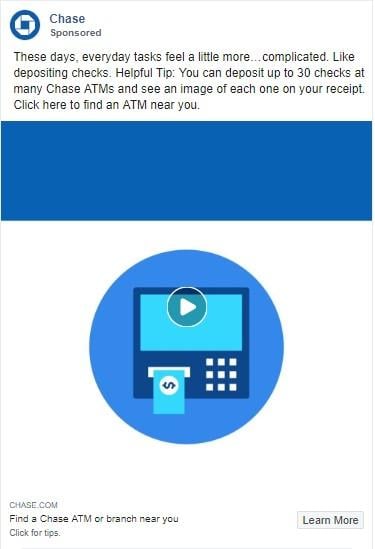 Chase
Sponsored
These days, everyday tasks feel a little more…complicated. Like
depositing checks. Helpful Tip: You can deposit up to 30 checks at
many Chase ATMs and see an image of each one on your receipt.
Click here to find an ATM near you.
$
CHASE.COM
Find a Chase ATM or branch near you
Learn More
Click for tips.